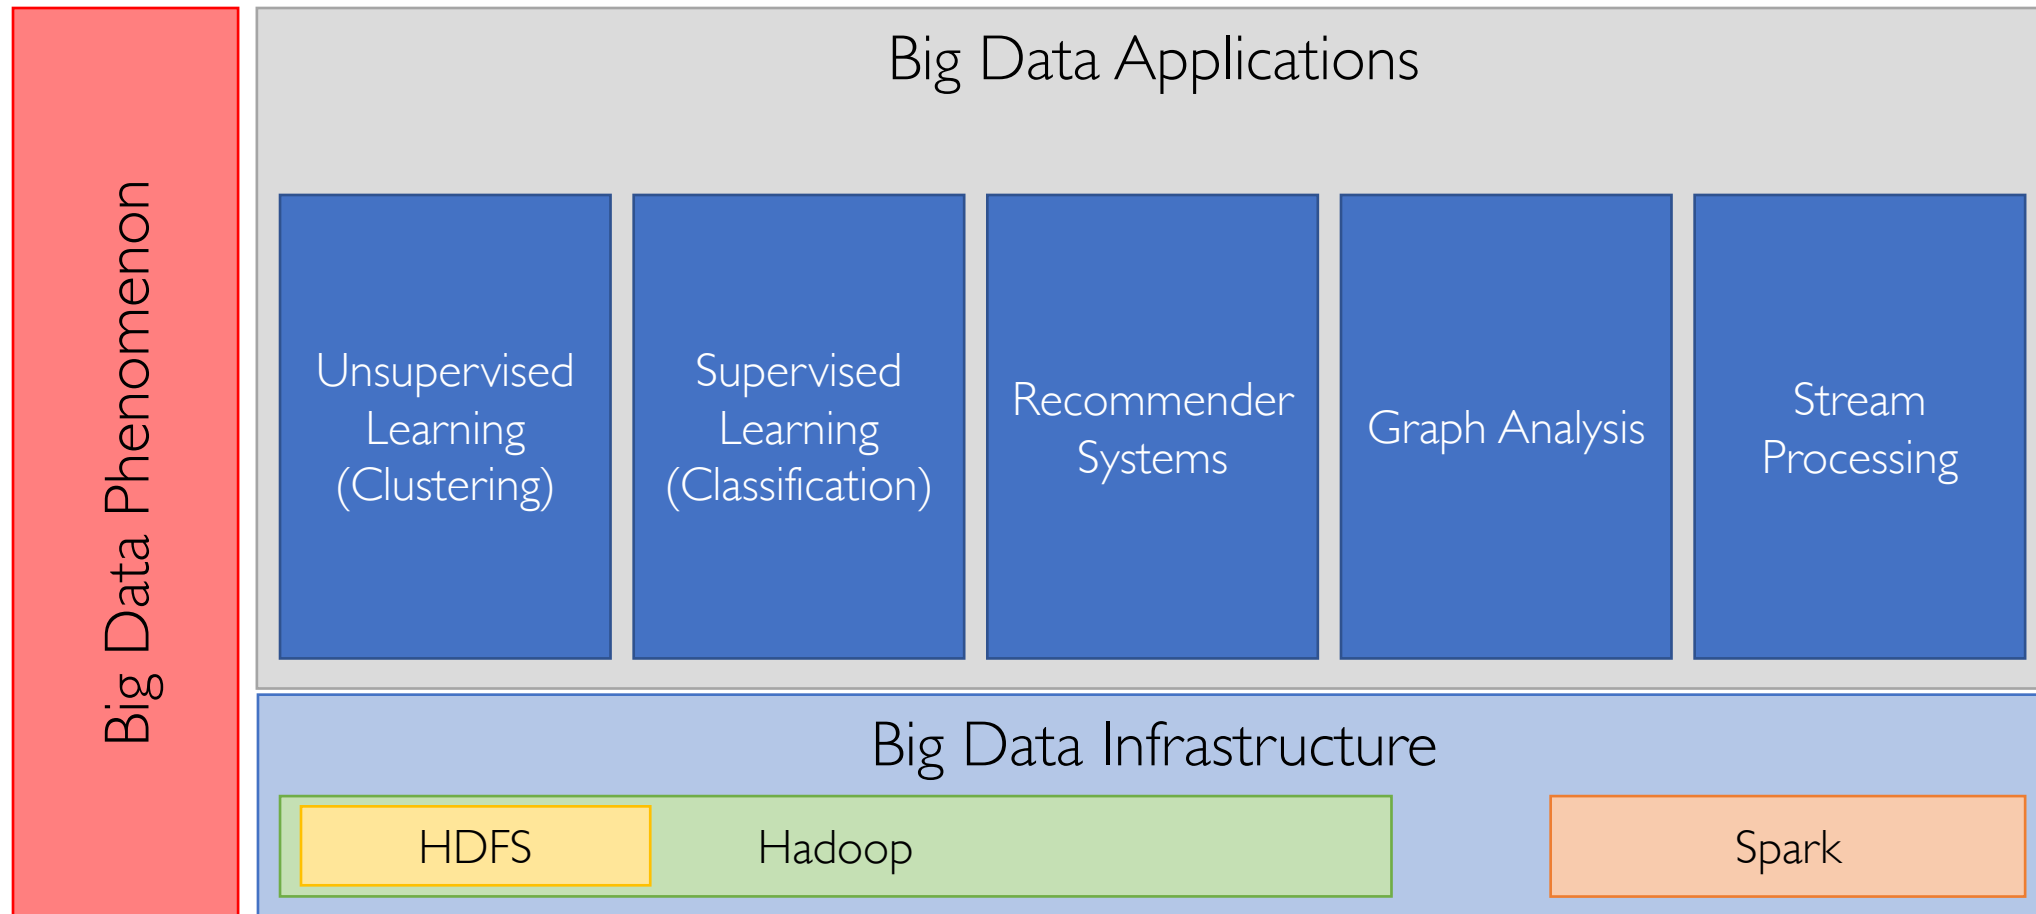 Big Data Phenomenon
Big Data Applications
Unsupervised
Learning
(Clustering)
Supervised
Learning
(Classification)
Recommender
Systems
Graph Analysis
Stream
Processing
Big Data Infrastructure
HDFS
Hadoop
Spark